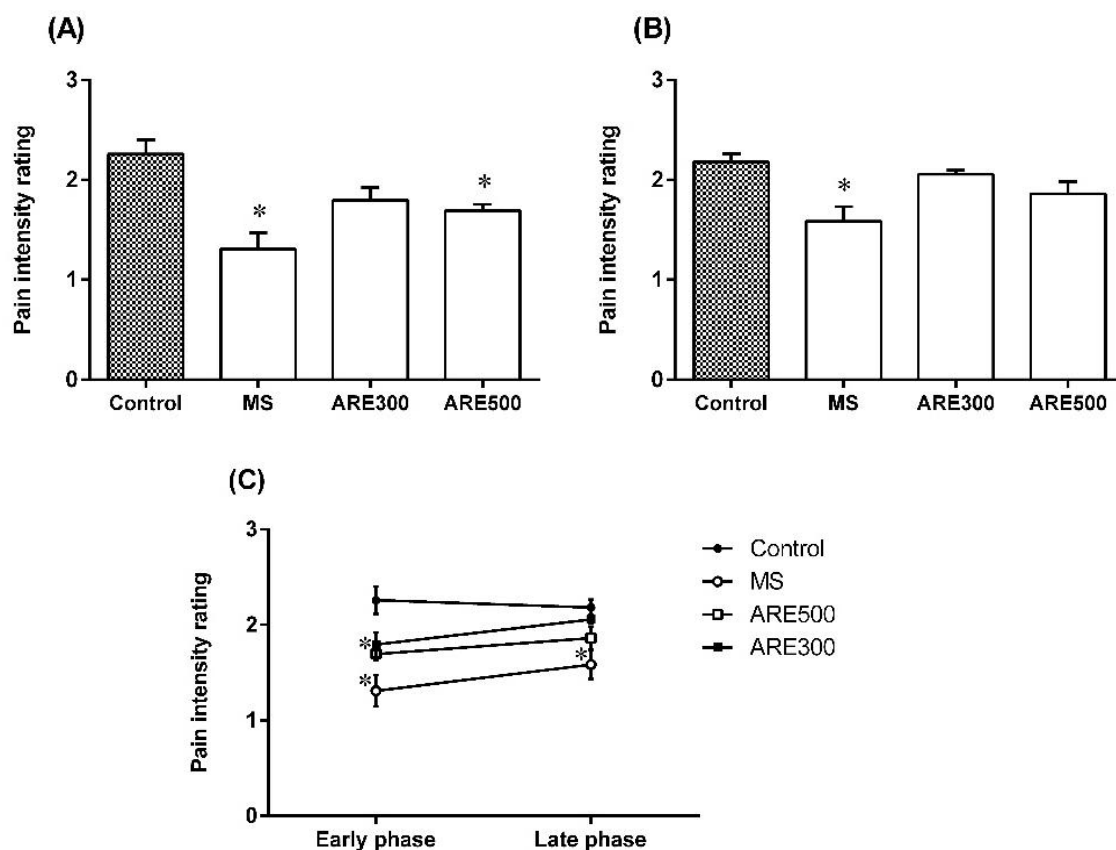 (A)
Pain intensity rating
3
2
1
0
*
*
Control MS ARE300 ARE500
(B)
Pain intensity rating
3
2
1
0
*
Control MS ARE300 ARE500
(C)
Pain intensity rating
3
2
1
0
*
*
*
Early phase Late phase
Control
MS
ARE500
ARE300